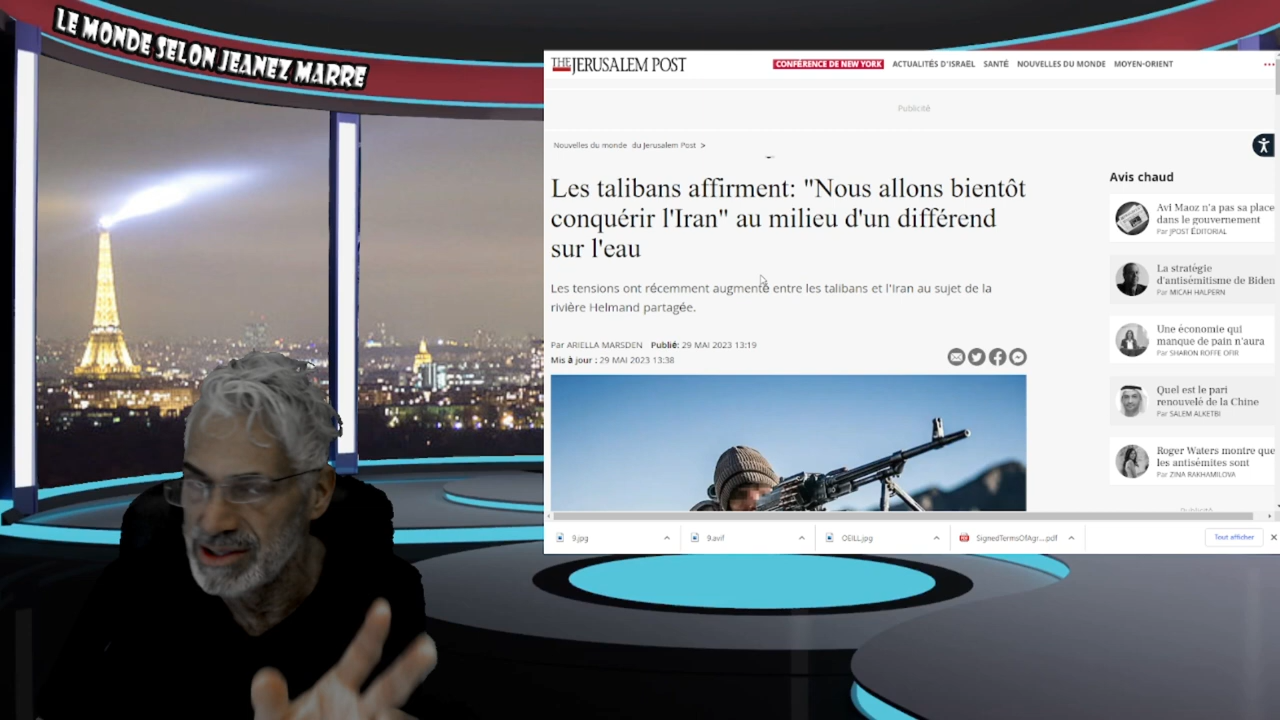 LE MONDE SELON JEANEZ MARRE
THE JERUSALEM POST
CONFÉRENCE DE NEW YORK ACTUALITÉS D'ISRAËL SANTÉ NOUVELLES DU MONDE MOYEN-ORIENT
Publicité
Nouvelles du monde du Jerusalem Post >
Les talibans affirment: "Nous allons bientôt
conquérir l'Iran" au milieu d'un différend
sur l'eau
Les tensions ont récemment augmenté entre les talibans et l'Iran au sujet de la
rivière Helmand partagée.
Par ARIELLA MARSDEN Publié: 29 MAI 2023 13:19
Mis à jour : 29 MAI 2023 13:38
Avis chaud
Avi Maoz n'a pas sa place
dans le gouvernement
Par JPOST ÉDITORIAL
La stratégie
d'antisémitisme de Biden
Par MICAH HALPERN
Une économie qui
manque de pain n'aura
Par SHARON ROFFE OFIR
Quel est le pari
renouvelé de la Chine
Par SALEM ALKETBI
Roger Waters montre que
les antisémites sont
Par ZINA RAKHAMILOVA
Publicité
9.jpg 9.avif OEILL.jpg SignedTermsOfAgr....pdf Tout afficher